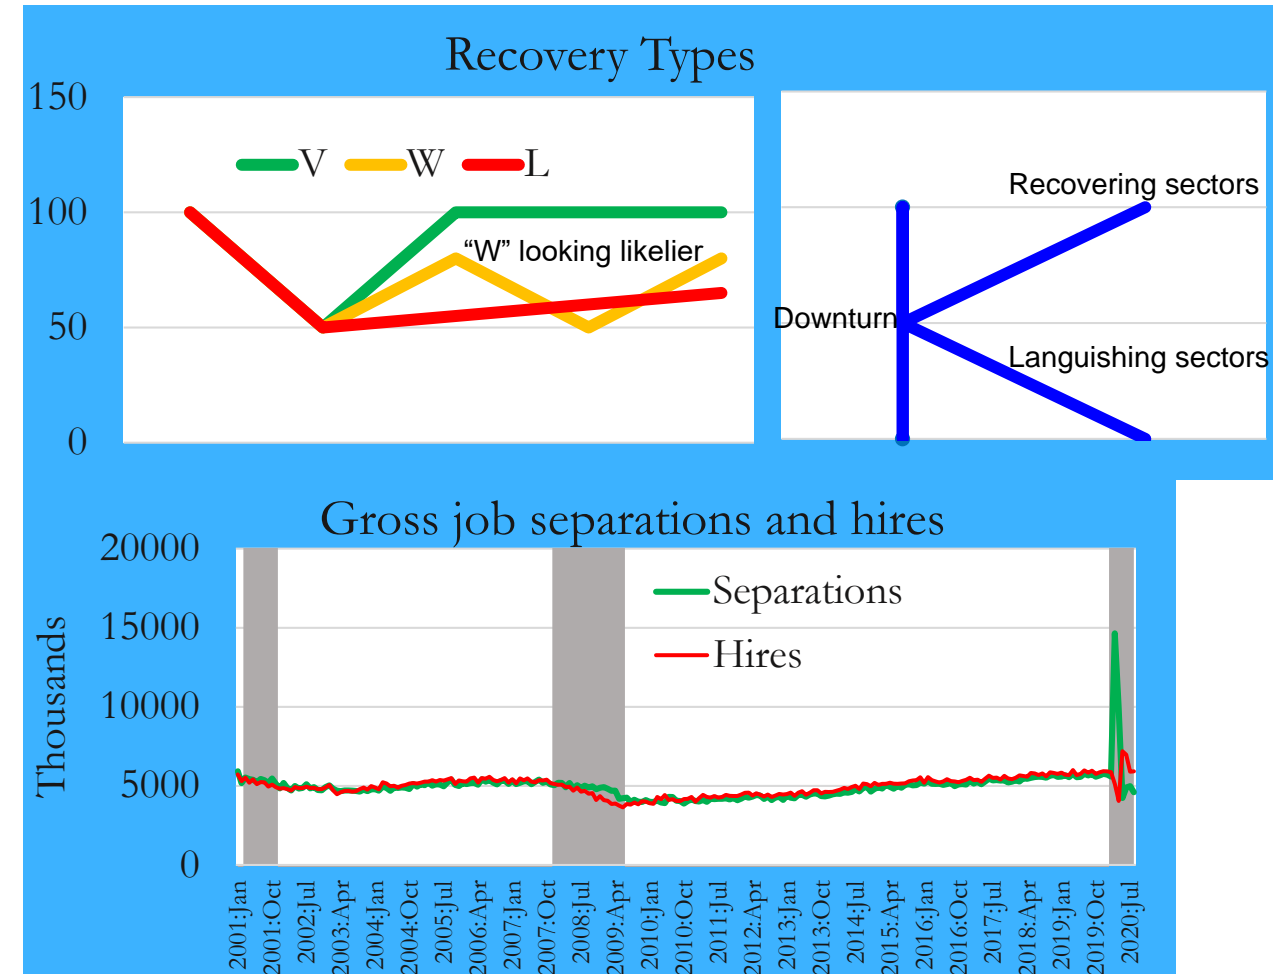 Recovery Types
150
100
50
0
V W L
“W” looking likelier
Recovering sectors
Downturn
Languishing sectors
Gross job separations and hires
Thousands
20000
15000
10000
5000
0
Separations
Hires
2001:Jan
2001:Oct
2002:Jul
2003:Apr
2004:Jan
2004:Oct
2005:Jul
2006:Apr
2007:Jan
2007:Oct
2008:Jul
2009:Apr
2010:Jan
2010:Oct
2011:Jul
2012:Apr
2013:Jan
2013:Oct
2014:Jul
2015:Apr
2016:Jan
2016:Oct
2017:Jul
2018:Apr
2019:Jan
2019:Oct
2020:Jul